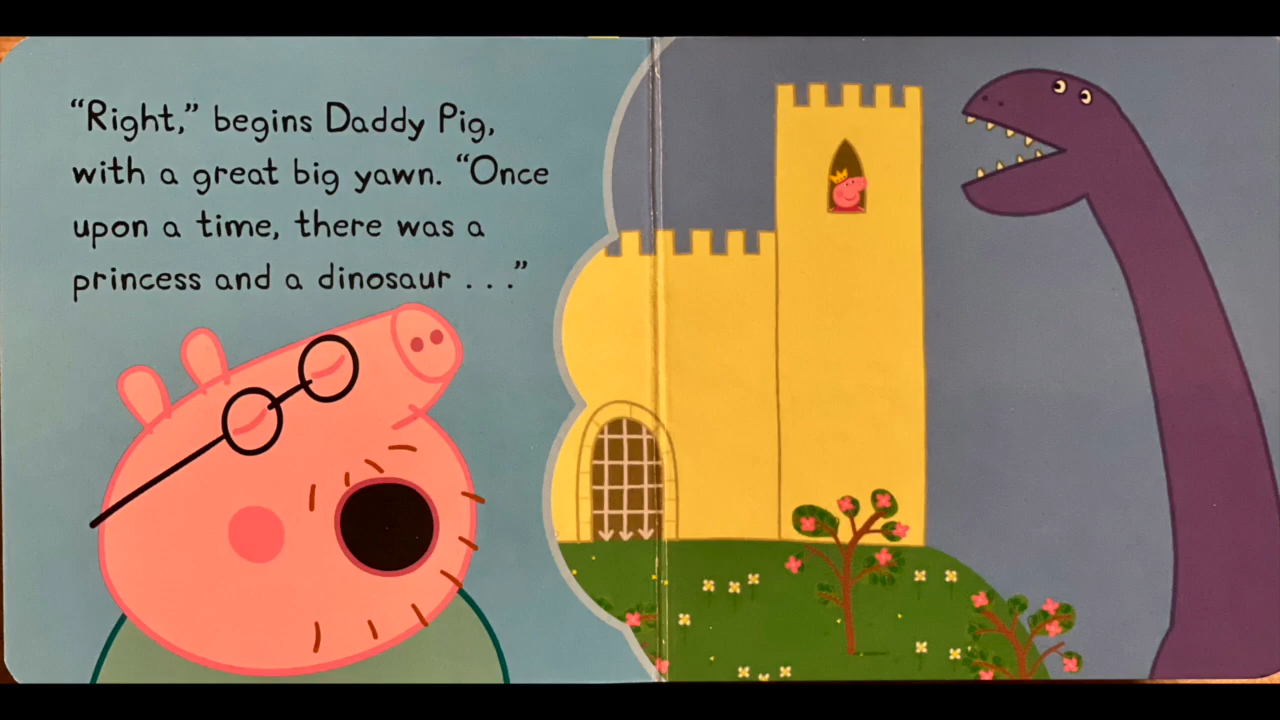 “Right,” begins Daddy Pig,
with a great big yawn. “Once
upon a time, there was a
princess and a dinosaur . . .”